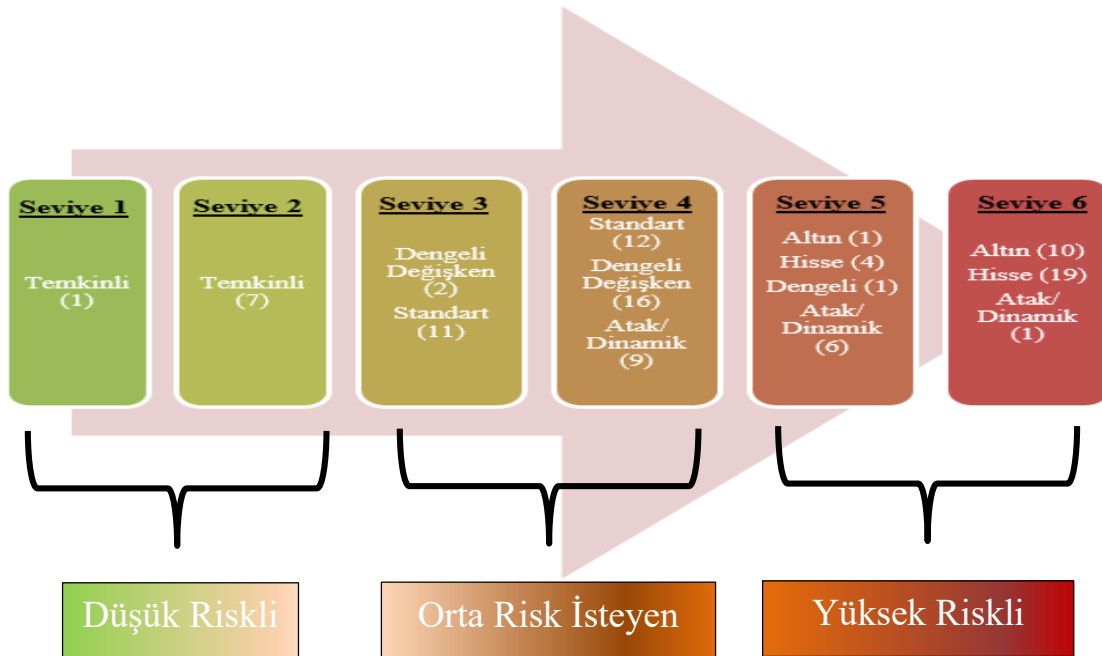 Seviye 1
Temkinli
(1)
Seviye 2
Temkinli
(7)
Seviye 3
Dengeli
Değişken
(2)
Standart
(11)
Seviye 4
Standart
(12)
Dengeli
Değişken
(16)
Atak/
Dinamik
(9)
Seviye 5
Altın (1)
Hisse (4)
Dengeli (1)
Atak/
Dinamik
(6)
Seviye 6
Altın (10)
Hisse (19)
Atak/
Dinamik
(1)
Düşük Riskli
Orta Risk İsteyen
Yüksek Riskli